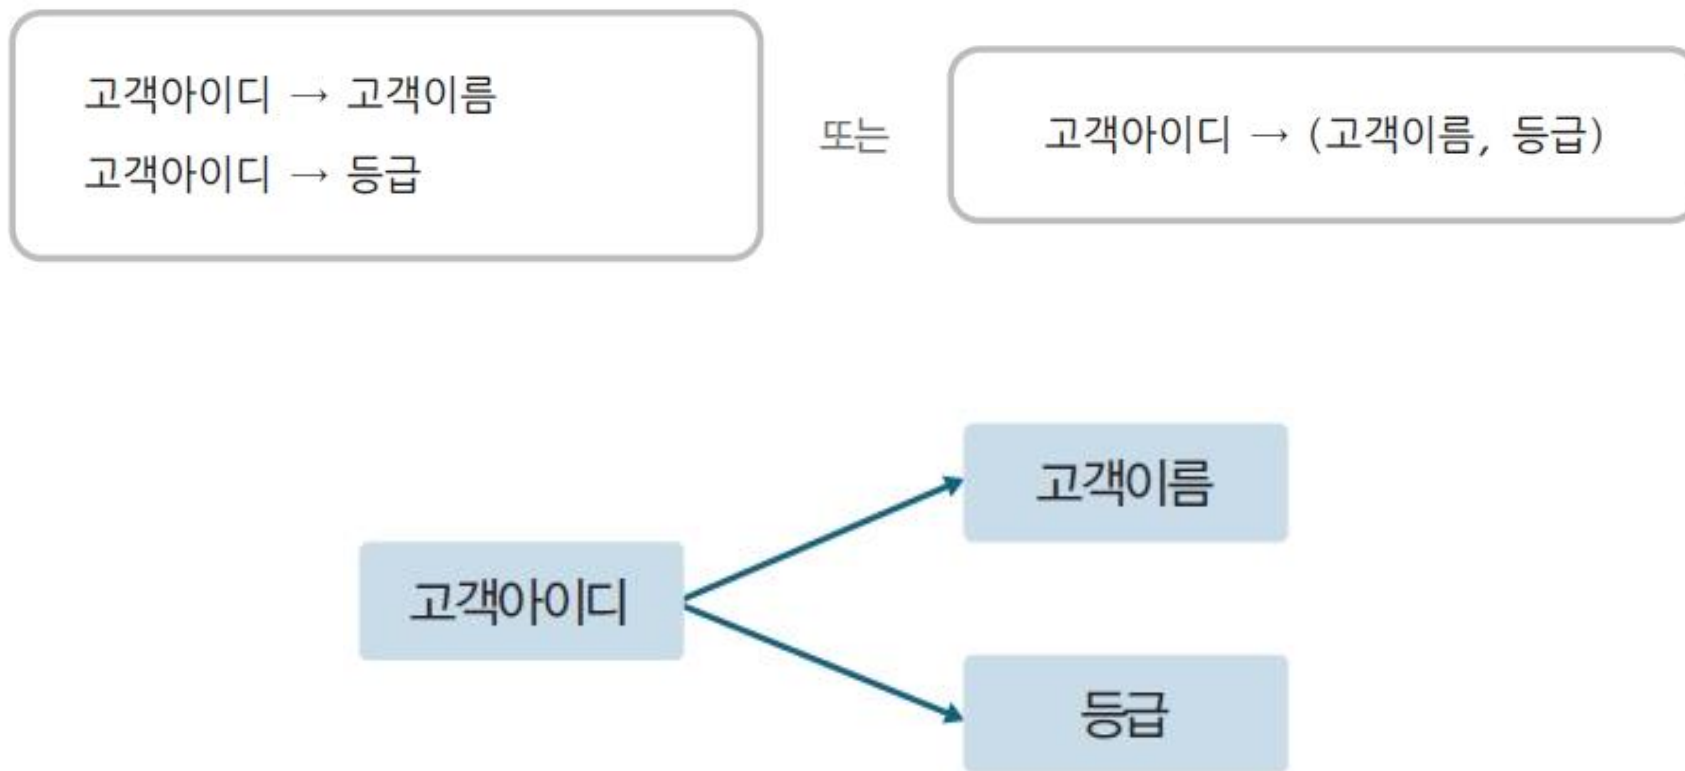 고객아이디 → 고객이름
고객아이디 → 등급
또는
고객아이디 → (고객이름, 등급)
고객이름
고객아이디
등급